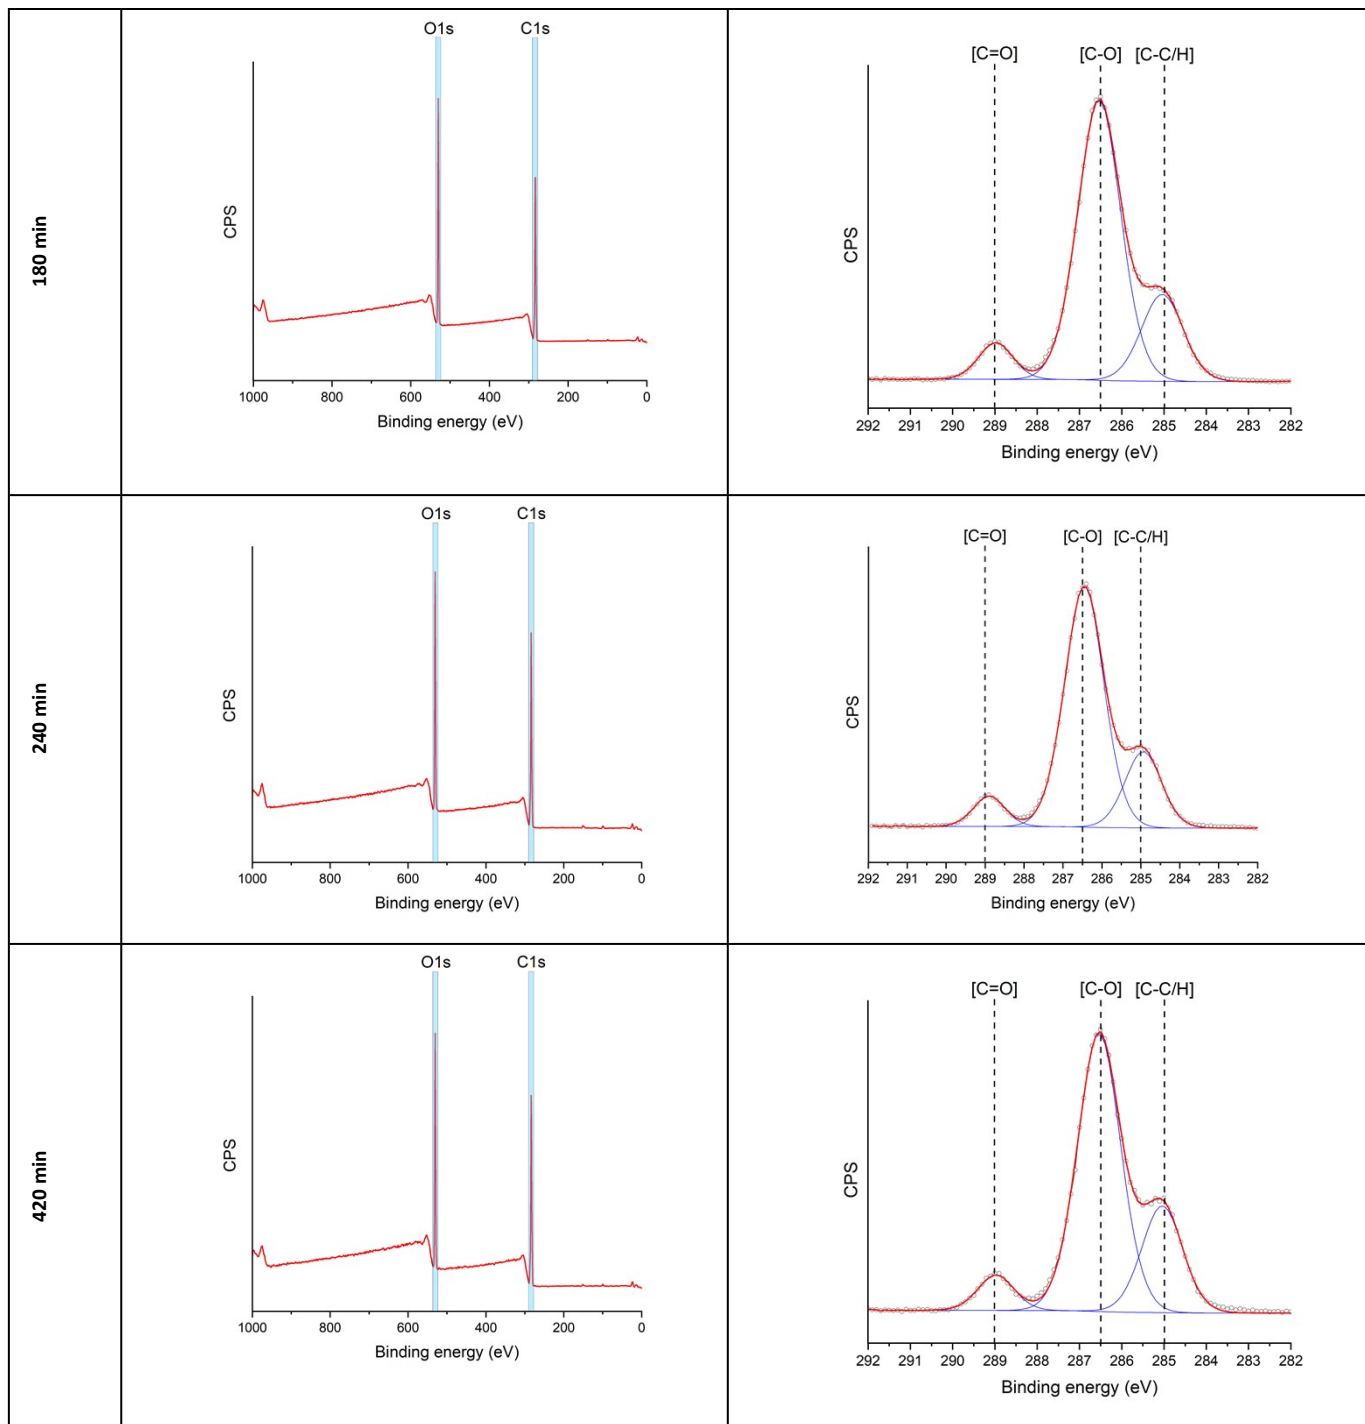 180 min
O1s C1s
CPS
1000 800 600 400 200 0
Binding energy (eV)
[C=O] [C-O] [C-C/H]
CPS
292 291 290 289 288 287 286 285 284 283 282
Binding energy (eV)
240 min
O1s C1s
CPS
1000 800 600 400 200 0
Binding energy (eV)
[C=O] [C-O] [C-C/H]
CPS
292 291 290 289 288 287 286 285 284 283 282
Binding energy (eV)
420 min
O1s C1s
CPS
1000 800 600 400 200 0
Binding energy (eV)
[C=O] [C-O] [C-C/H]
CPS
292 291 290 289 288 287 286 285 284 283 282
Binding energy (eV)